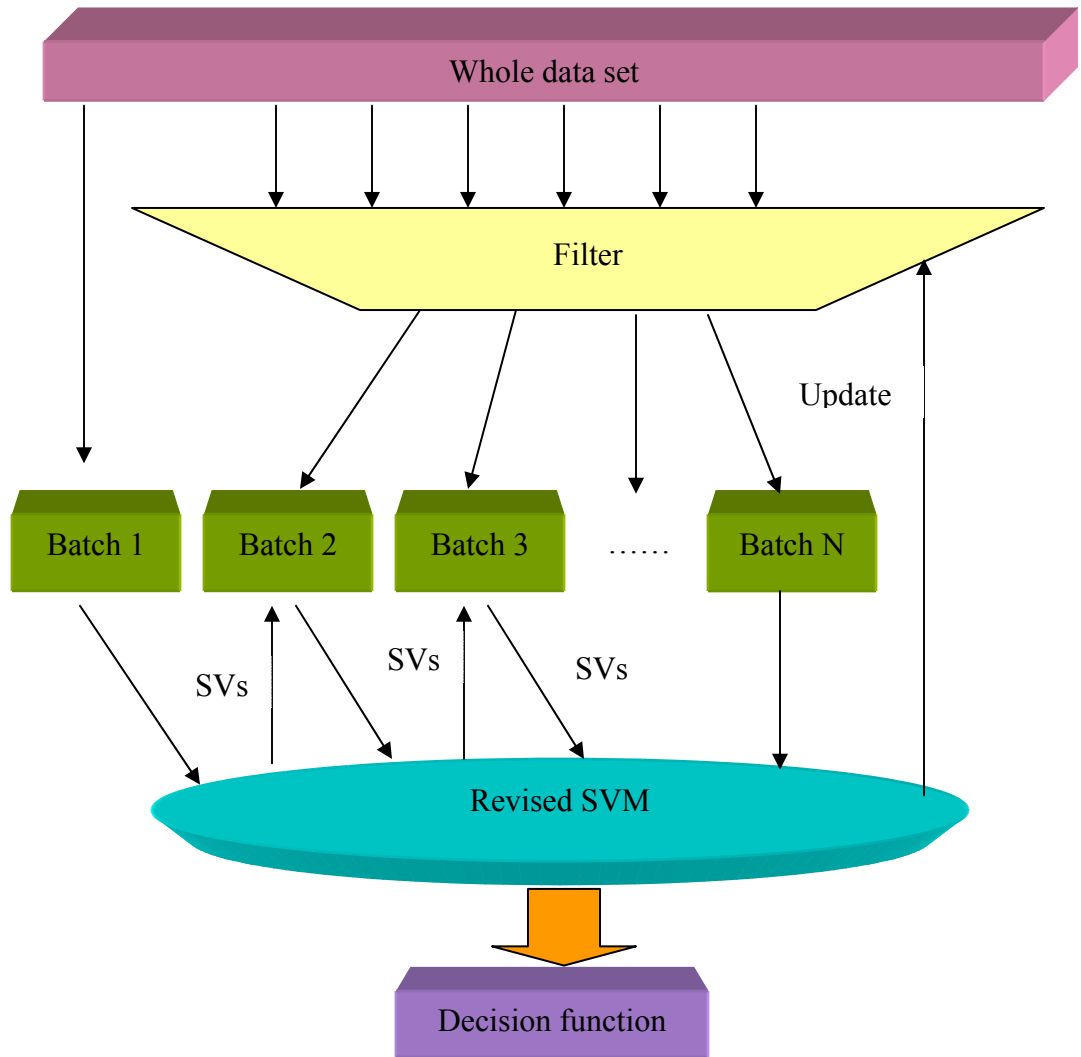 Whole data set
Filter
Update
Batch 1
Batch 2
Batch 3
……
Batch N
SVs
SVs
SVs
Revised SVM
Decision function